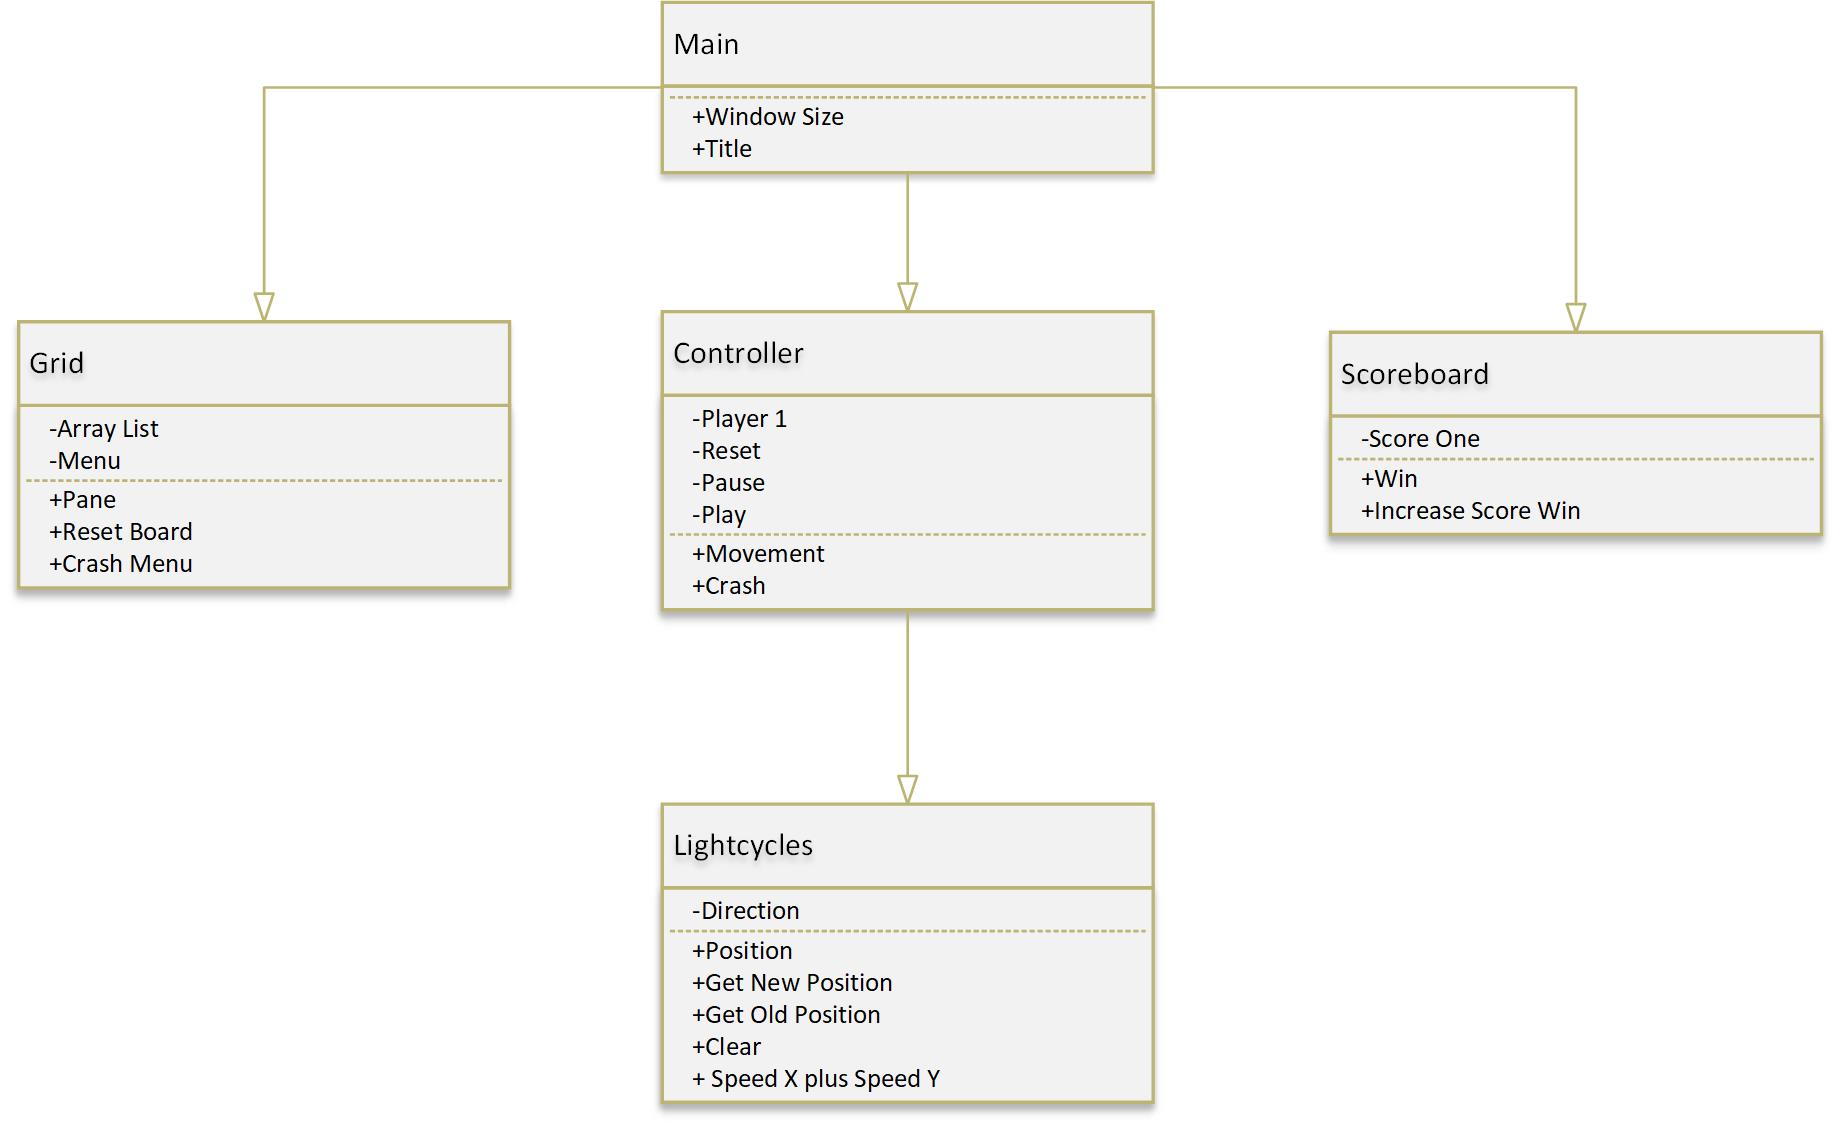 Main
+Window Size
+Title
Grid
-Array List
-Menu
+Pane
+Reset Board
+Crash Menu
Controller
-Player 1
-Reset
-Pause
-Play
+Movement
+Crash
Scoreboard
-Score One
+Win
+Increase Score Win
Lightcycles
-Direction
+Position
+Get New Position
+Get Old Position
+Clear
+ Speed X plus Speed Y